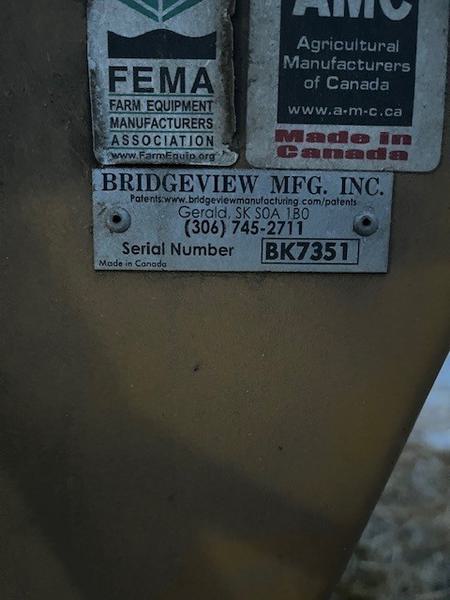 FEMA
FARM EQUIPMENT
MANUFACTURERS
ASSOCIATION
www.FarmEquip.org
AMC
Agricultural
Manufacturers
of Canada
www.a-m-c.ca
Made in
Canada
BRIDGEVIEW MFG. INC.
Patents: www.bridgeviewmanufacturing.com/patents
Gerald, SK S0A 1B0
(306) 745-2711
Serial Number BK7351
Made in Canada